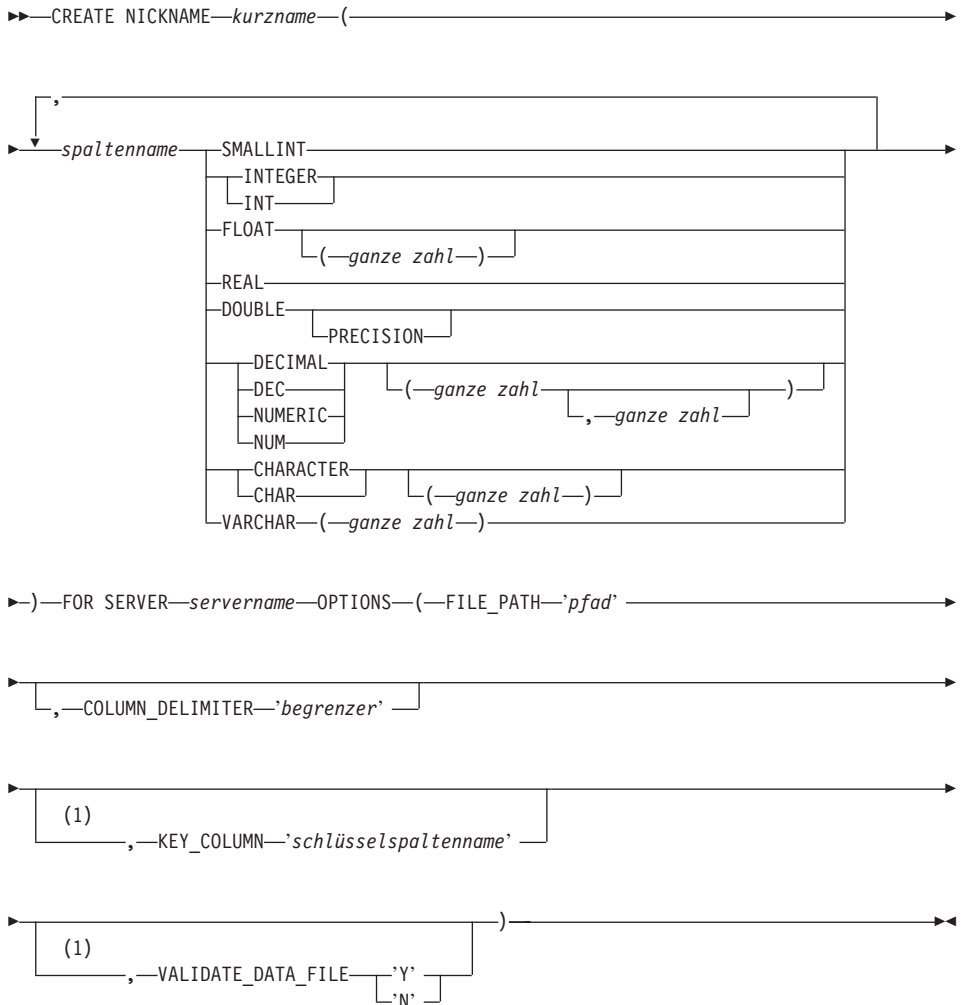 CREATE NICKNAME kurzname (
,
spaltenname SMALLINT
INTEGER
INT
FLOAT
( ganze zahl )
REAL
DOUBLE
PRECISION
DECIMAL
DEC ( ganze zahl )
NUMERIC , ganze zahl
NUM
CHARACTER
CHAR ( ganze zahl )
VARCHAR ( ganze zahl )
) FOR SERVER servername OPTIONS ( FILE_PATH ’pfad’
, COLUMN_DELIMITER ’begrenzer’
(1)
, KEY_COLUMN ’schlüsselspaltenname’
)
(1)
, VALIDATE_DATA_FILE ’Y’
’N’